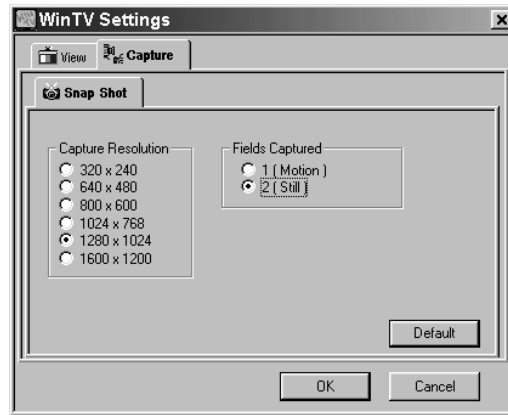 WinTV Settings
View
Capture
Snap Shot
Capture Resolution
320 x 240
640 x 480
800 x 600
1024 x 768
1280 x 1024
1600 x 1200
Fields Captured
1 ( Motion )
2 ( Still )
Default
OK
Cancel